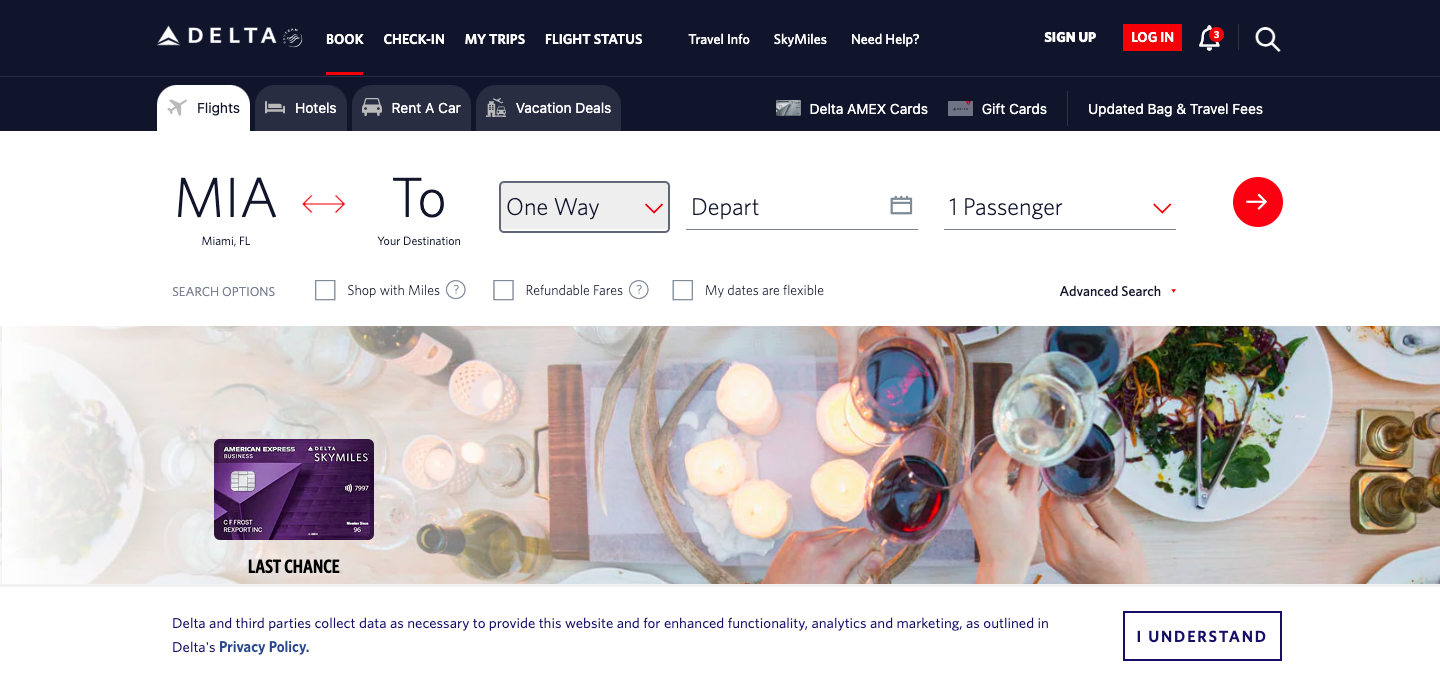 DELTA
BOOK CHECK-IN MY TRIPS FLIGHT STATUS Travel Info SkyMiles Need Help? SIGN UP LOG IN 3
Flights Hotels Rent A Car Vacation Deals Delta AMEX Cards Gift Cards Updated Bag & Travel Fees
MIA To One Way Depart 1 Passenger
Miami, FL Your Destination
SEARCH OPTIONS Shop with Miles ? Refundable Fares ? My dates are flexible Advanced Search
AMERICAN EXPRESS DELTA
BUSINESS SKYMILES
7997
C F FROST
REXPORT INC 96
LAST CHANCE
Delta and third parties collect data as necessary to provide this website and for enhanced functionality, analytics and marketing, as outlined in
Delta's Privacy Policy.
I UNDERSTAND